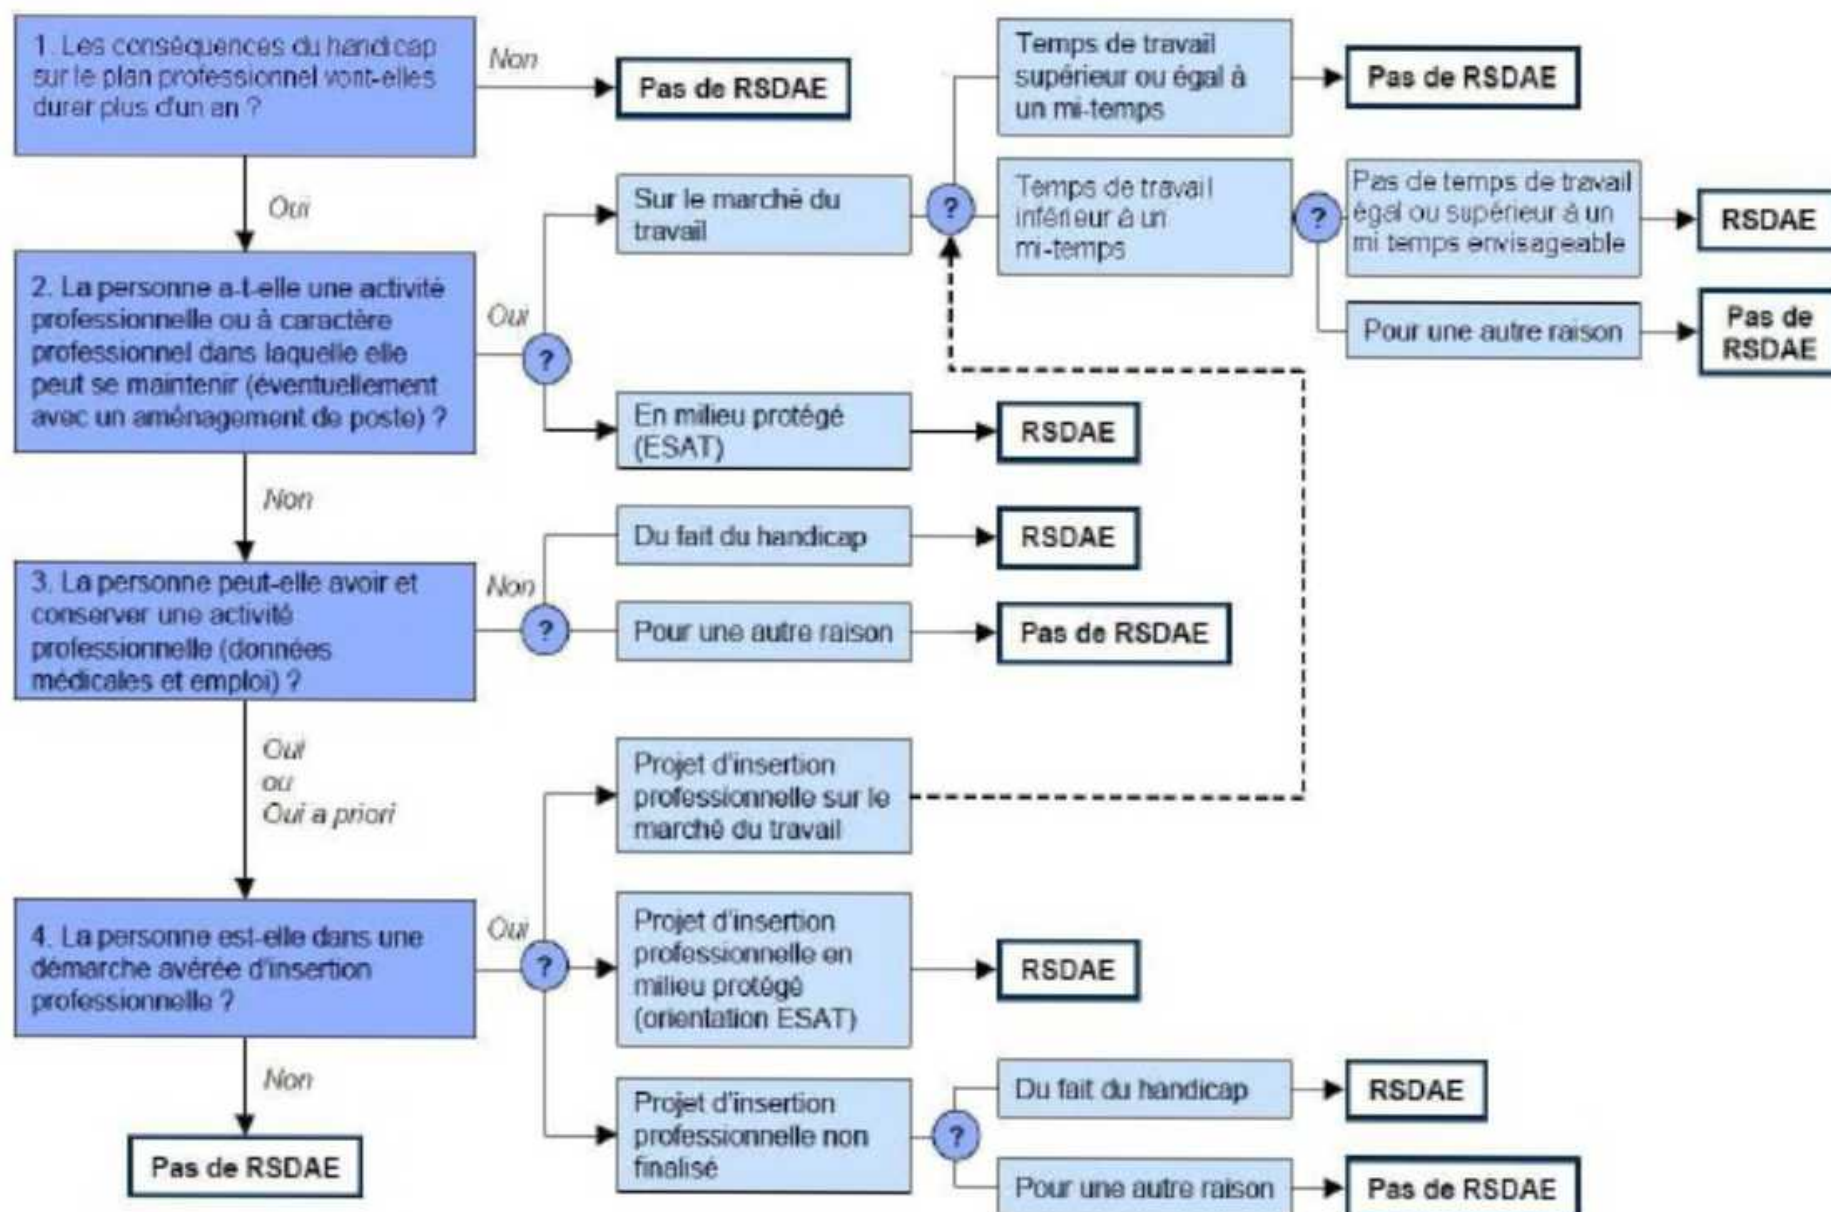 1. Les conséquences du handicap
sur le plan professionnel vont-elles
durer plus d'un an ?
Non
Pas de RSDAE
Temps de travail
supérieur ou égal à
un mi-temps
Pas de RSDAE
Oui
Sur le marché du
travail
?
Temps de travail
inférieur à un
mi-temps
?
Pas de temps de travail
égal ou supérieur à un
mi temps envisageable
RSDAE
Pour une autre raison
Pas de
RSDAE
2. La personne a-t-elle une activité
professionnelle ou à caractère
professionnel dans laquelle elle
peut se maintenir (éventuellement
avec un aménagement de poste) ?
Oui
?
En milieu protégé
(ESAT)
RSDAE
Non
3. La personne peut-elle avoir et
conserver une activité
professionnelle (données
médicales et emploi) ?
Non
?
Du fait du handicap
RSDAE
Pour une autre raison
Pas de RSDAE
Oui
ou
Oui a priori
4. La personne est-elle dans une
démarche avérée d'insertion
professionnelle ?
Oui
?
Projet d'insertion
professionnelle sur le
marché du travail
Projet d'insertion
professionnelle en
milieu protégé
(orientation ESAT)
RSDAE
Projet d'insertion
professionnelle non
finalisé
?
Du fait du handicap
RSDAE
Pour une autre raison
Pas de RSDAE
Non
Pas de RSDAE